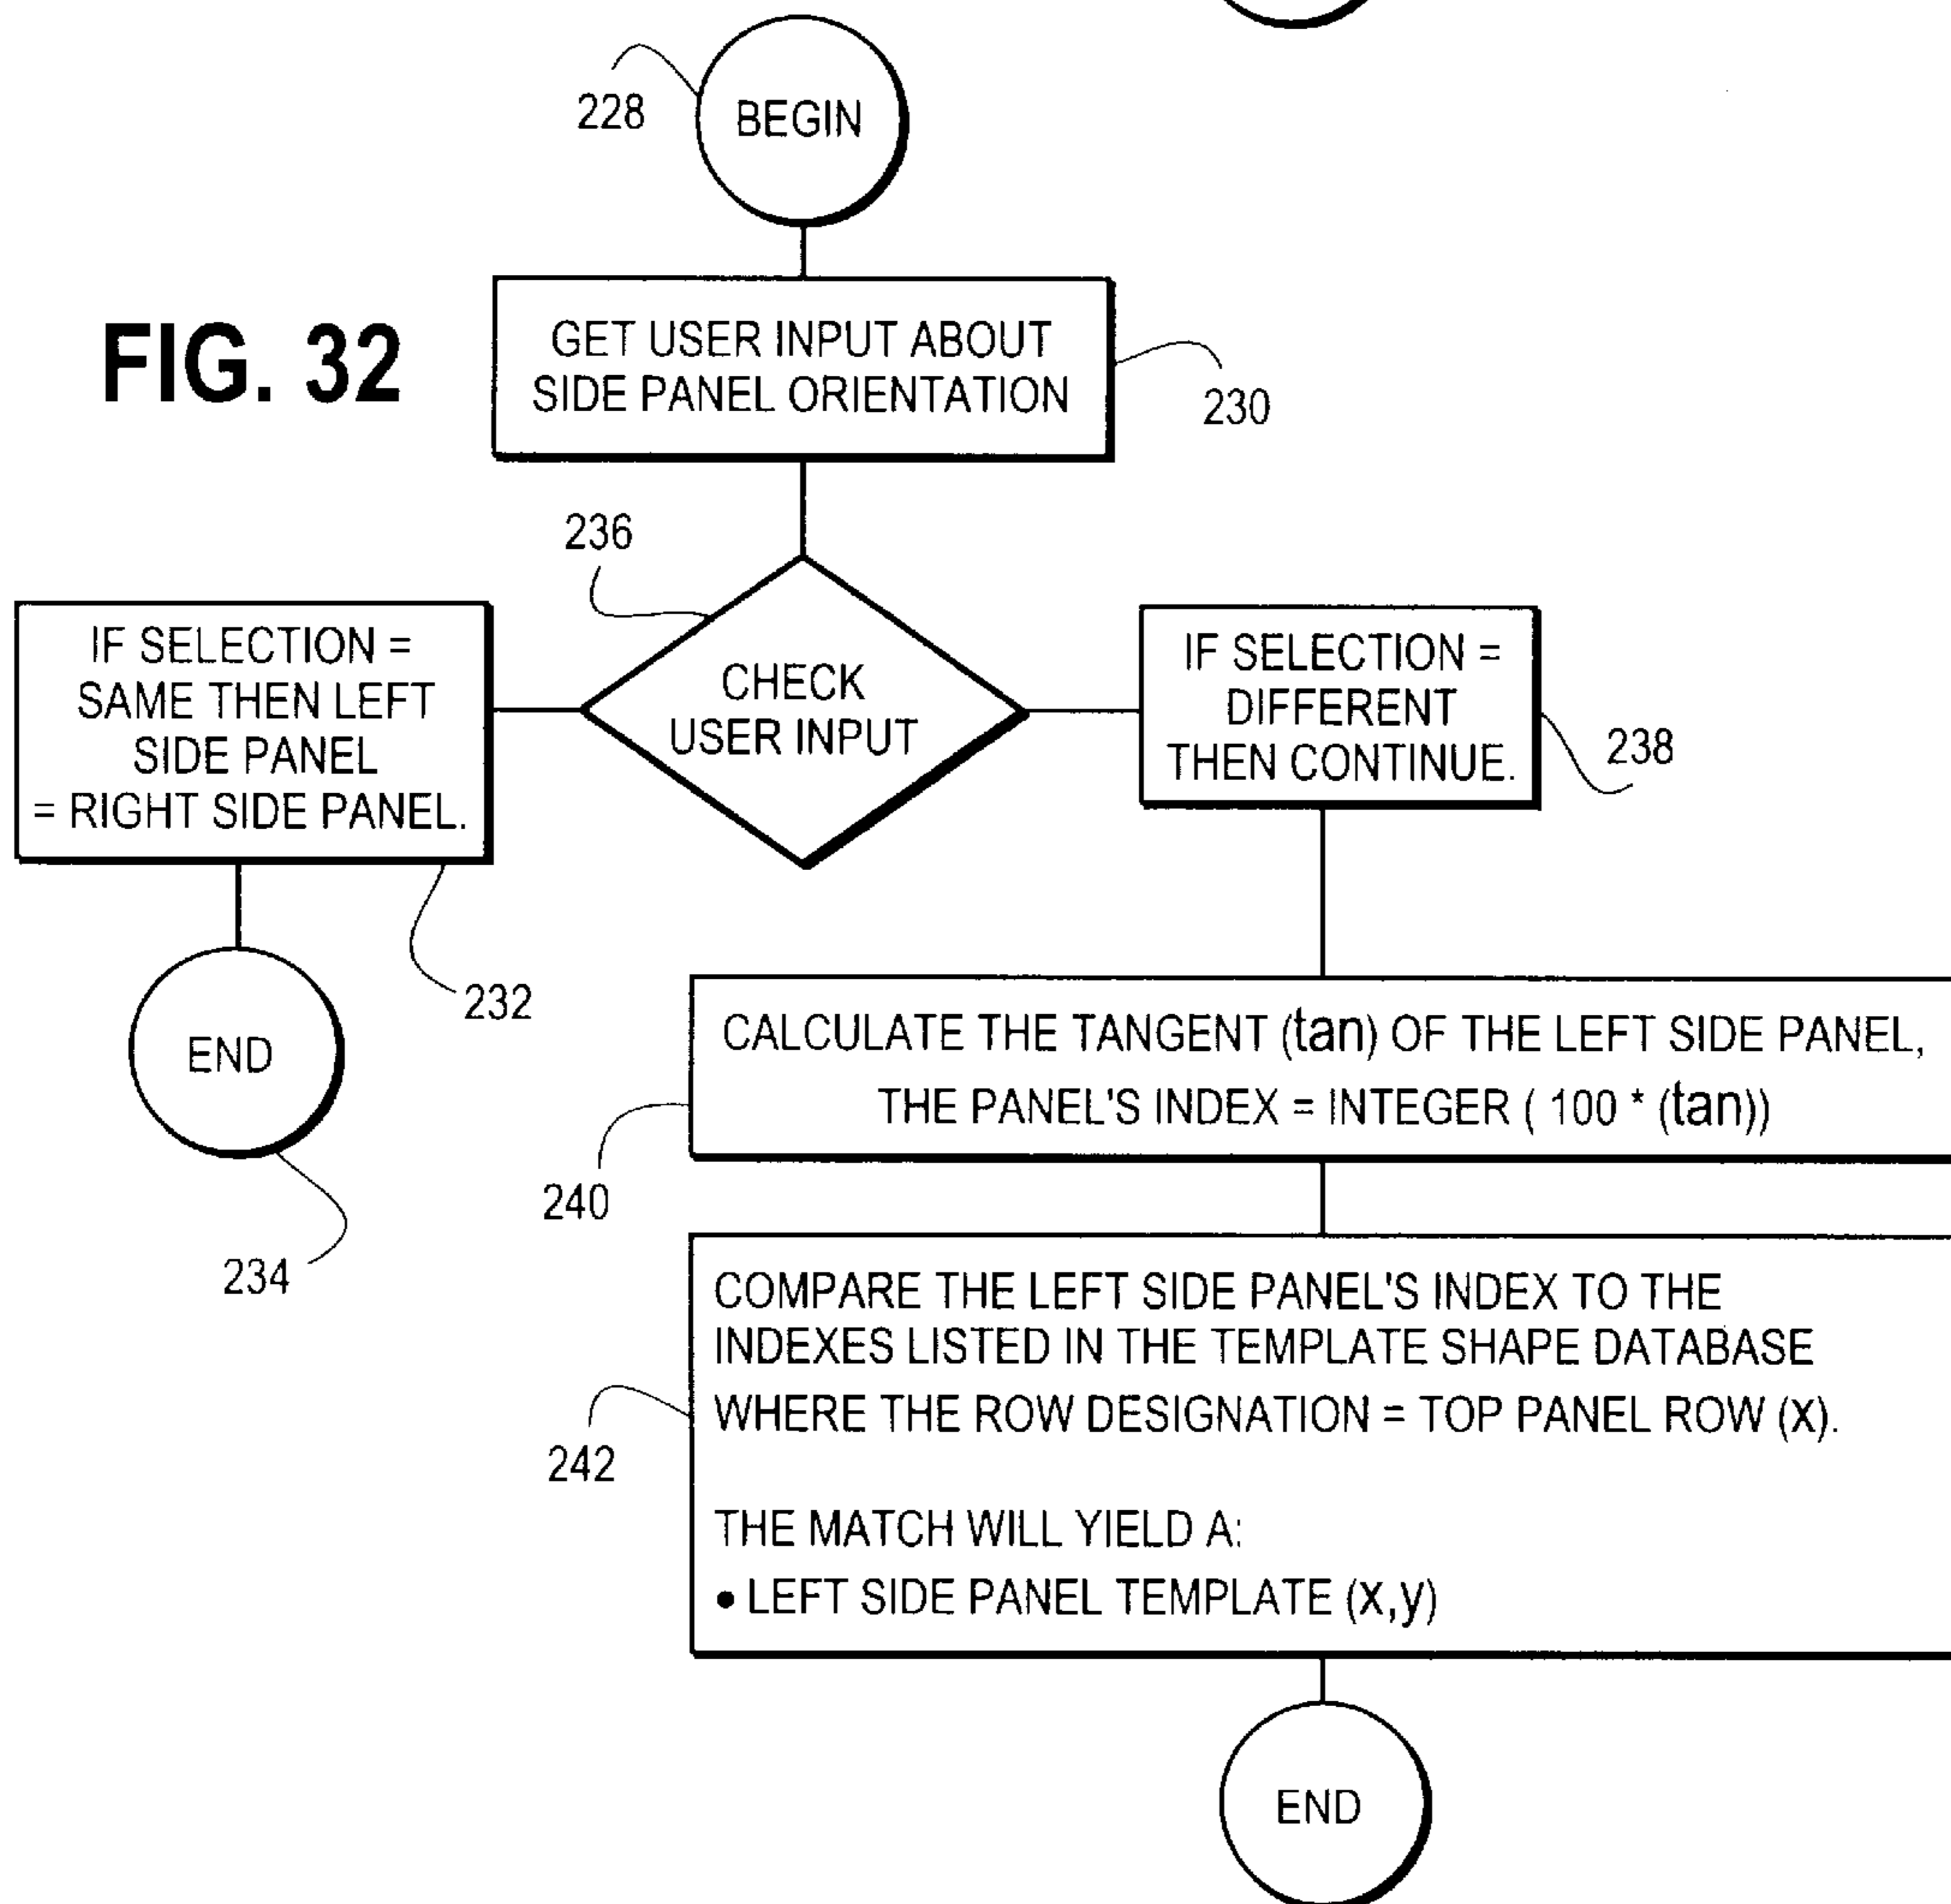 228
BEGIN
FIG. 32
GET USER INPUT ABOUT
SIDE PANEL ORIENTATION
230
236
CHECK
USER INPUT
IF SELECTION =
SAME THEN LEFT
SIDE PANEL
= RIGHT SIDE PANEL.
232
END
234
IF SELECTION =
DIFFERENT
THEN CONTINUE.
238
CALCULATE THE TANGENT (tan) OF THE LEFT SIDE PANEL,
THE PANEL'S INDEX = INTEGER ( 100 * (tan))
240
COMPARE THE LEFT SIDE PANEL'S INDEX TO THE
INDEXES LISTED IN THE TEMPLATE SHAPE DATABASE
WHERE THE ROW DESIGNATION = TOP PANEL ROW (x).
THE MATCH WILL YIELD A:
• LEFT SIDE PANEL TEMPLATE (x,y)
242
END